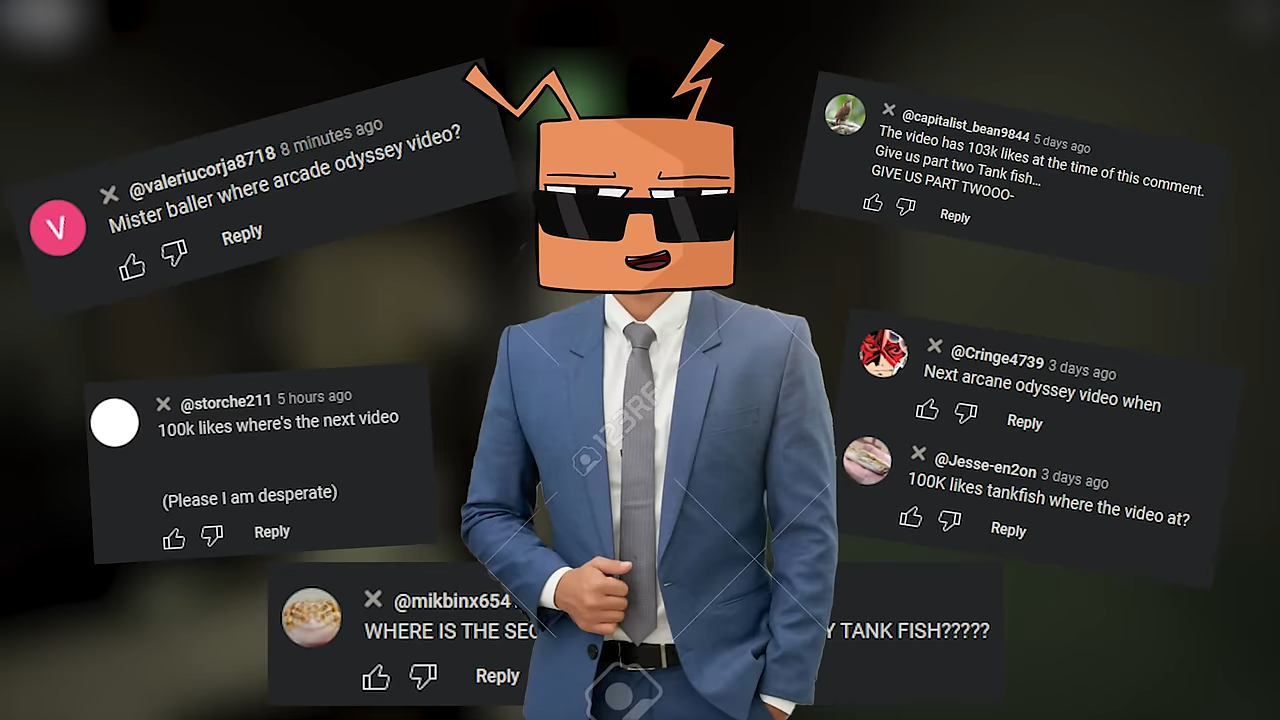 @valeriucorja8718 8 minutes ago
Mister baller where arcade odyssey video?
Reply
@capitalist_bean9844 5 days ago
The video has 103k likes at the time of this comment.
Give us part two Tank fish...
GIVE US PART TWOOO-
Reply
@storche211 5 hours ago
100k likes where's the next video
(Please I am desperate)
Reply
@Cringe4739 3 days ago
Next arcane odyssey video when
Reply
@Jesse-en2on 3 days ago
100K likes tankfish where the video at?
Reply
@mikbinx654
WHERE IS THE SEC Y TANK FISH?????
Reply
V
123RF